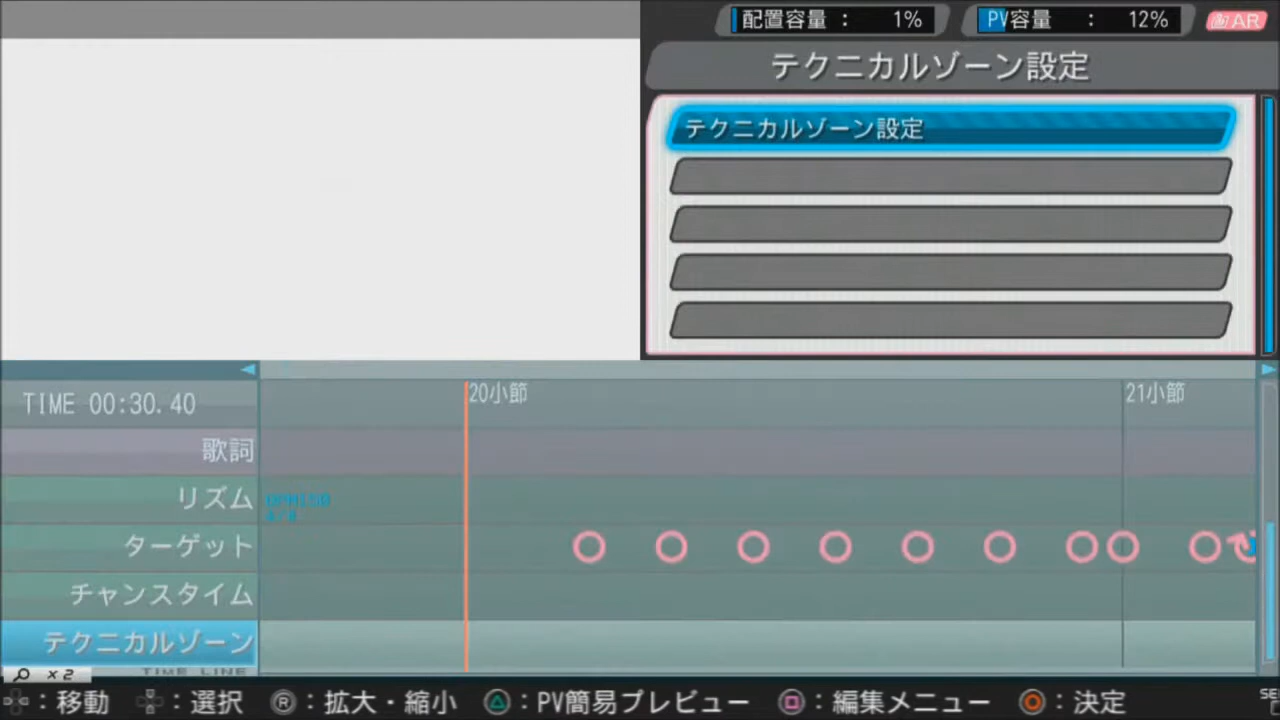 配置容量 : 1%
PV容量 : 12%
AR
テクニカルゾーン設定
テクニカルゾーン設定
20小節
21小節
TIME 00:30.40
歌詞
リズム
ターゲット
チャンスタイム
テクニカルゾーン
×2
TIME LINE
:移動 :選択 R:拡大・縮小 △:PV簡易プレビュー □:編集メニュー ○:決定